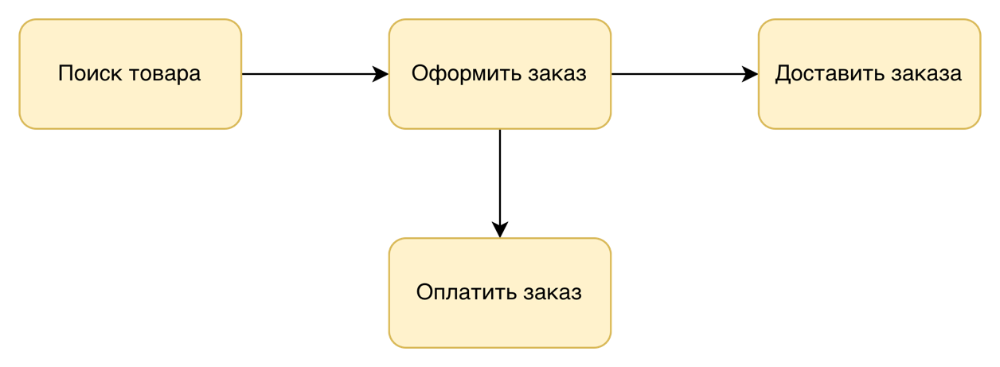 Поиск товара
Оформить заказ
Доставить заказа
Оплатить заказ